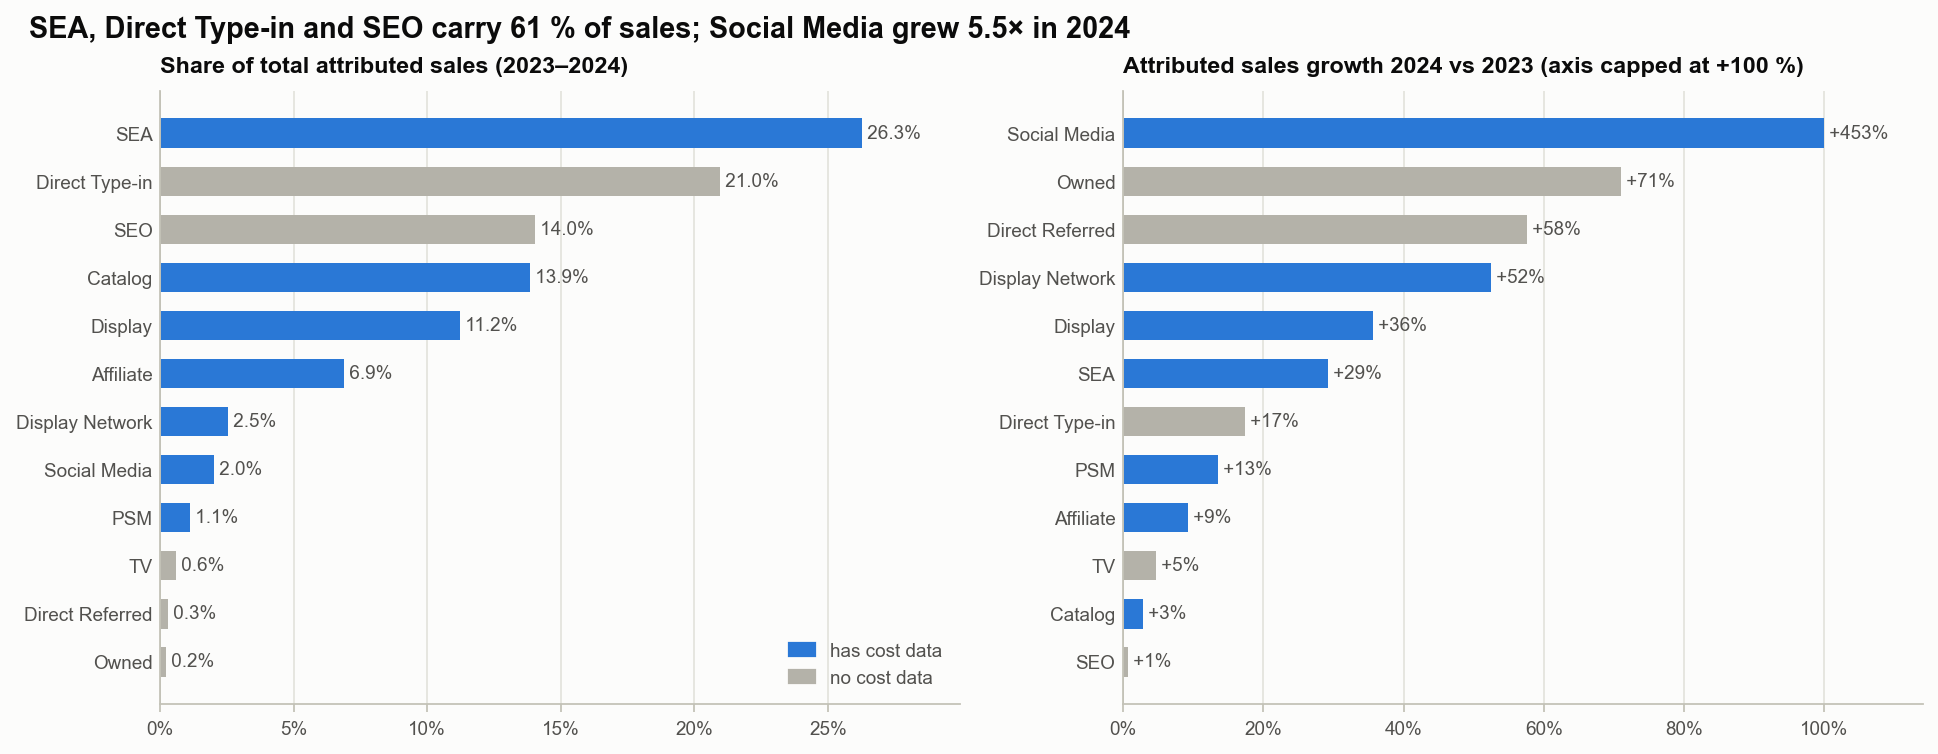 SEA, Direct Type-in and SEO carry 61 % of sales; Social Media grew 5.5× in 2024
Share of total attributed sales (2023–2024)
SEA 26.3%
Direct Type-in 21.0%
SEO 14.0%
Catalog 13.9%
Display 11.2%
Affiliate 6.9%
Display Network 2.5%
Social Media 2.0%
PSM 1.1%
TV 0.6%
Direct Referred 0.3%
Owned 0.2%
has cost data
no cost data
0% 5% 10% 15% 20% 25%
Attributed sales growth 2024 vs 2023 (axis capped at +100 %)
Social Media +453%
Owned +71%
Direct Referred +58%
Display Network +52%
Display +36%
SEA +29%
Direct Type-in +17%
PSM +13%
Affiliate +9%
TV +5%
Catalog +3%
SEO +1%
0% 20% 40% 60% 80% 100%